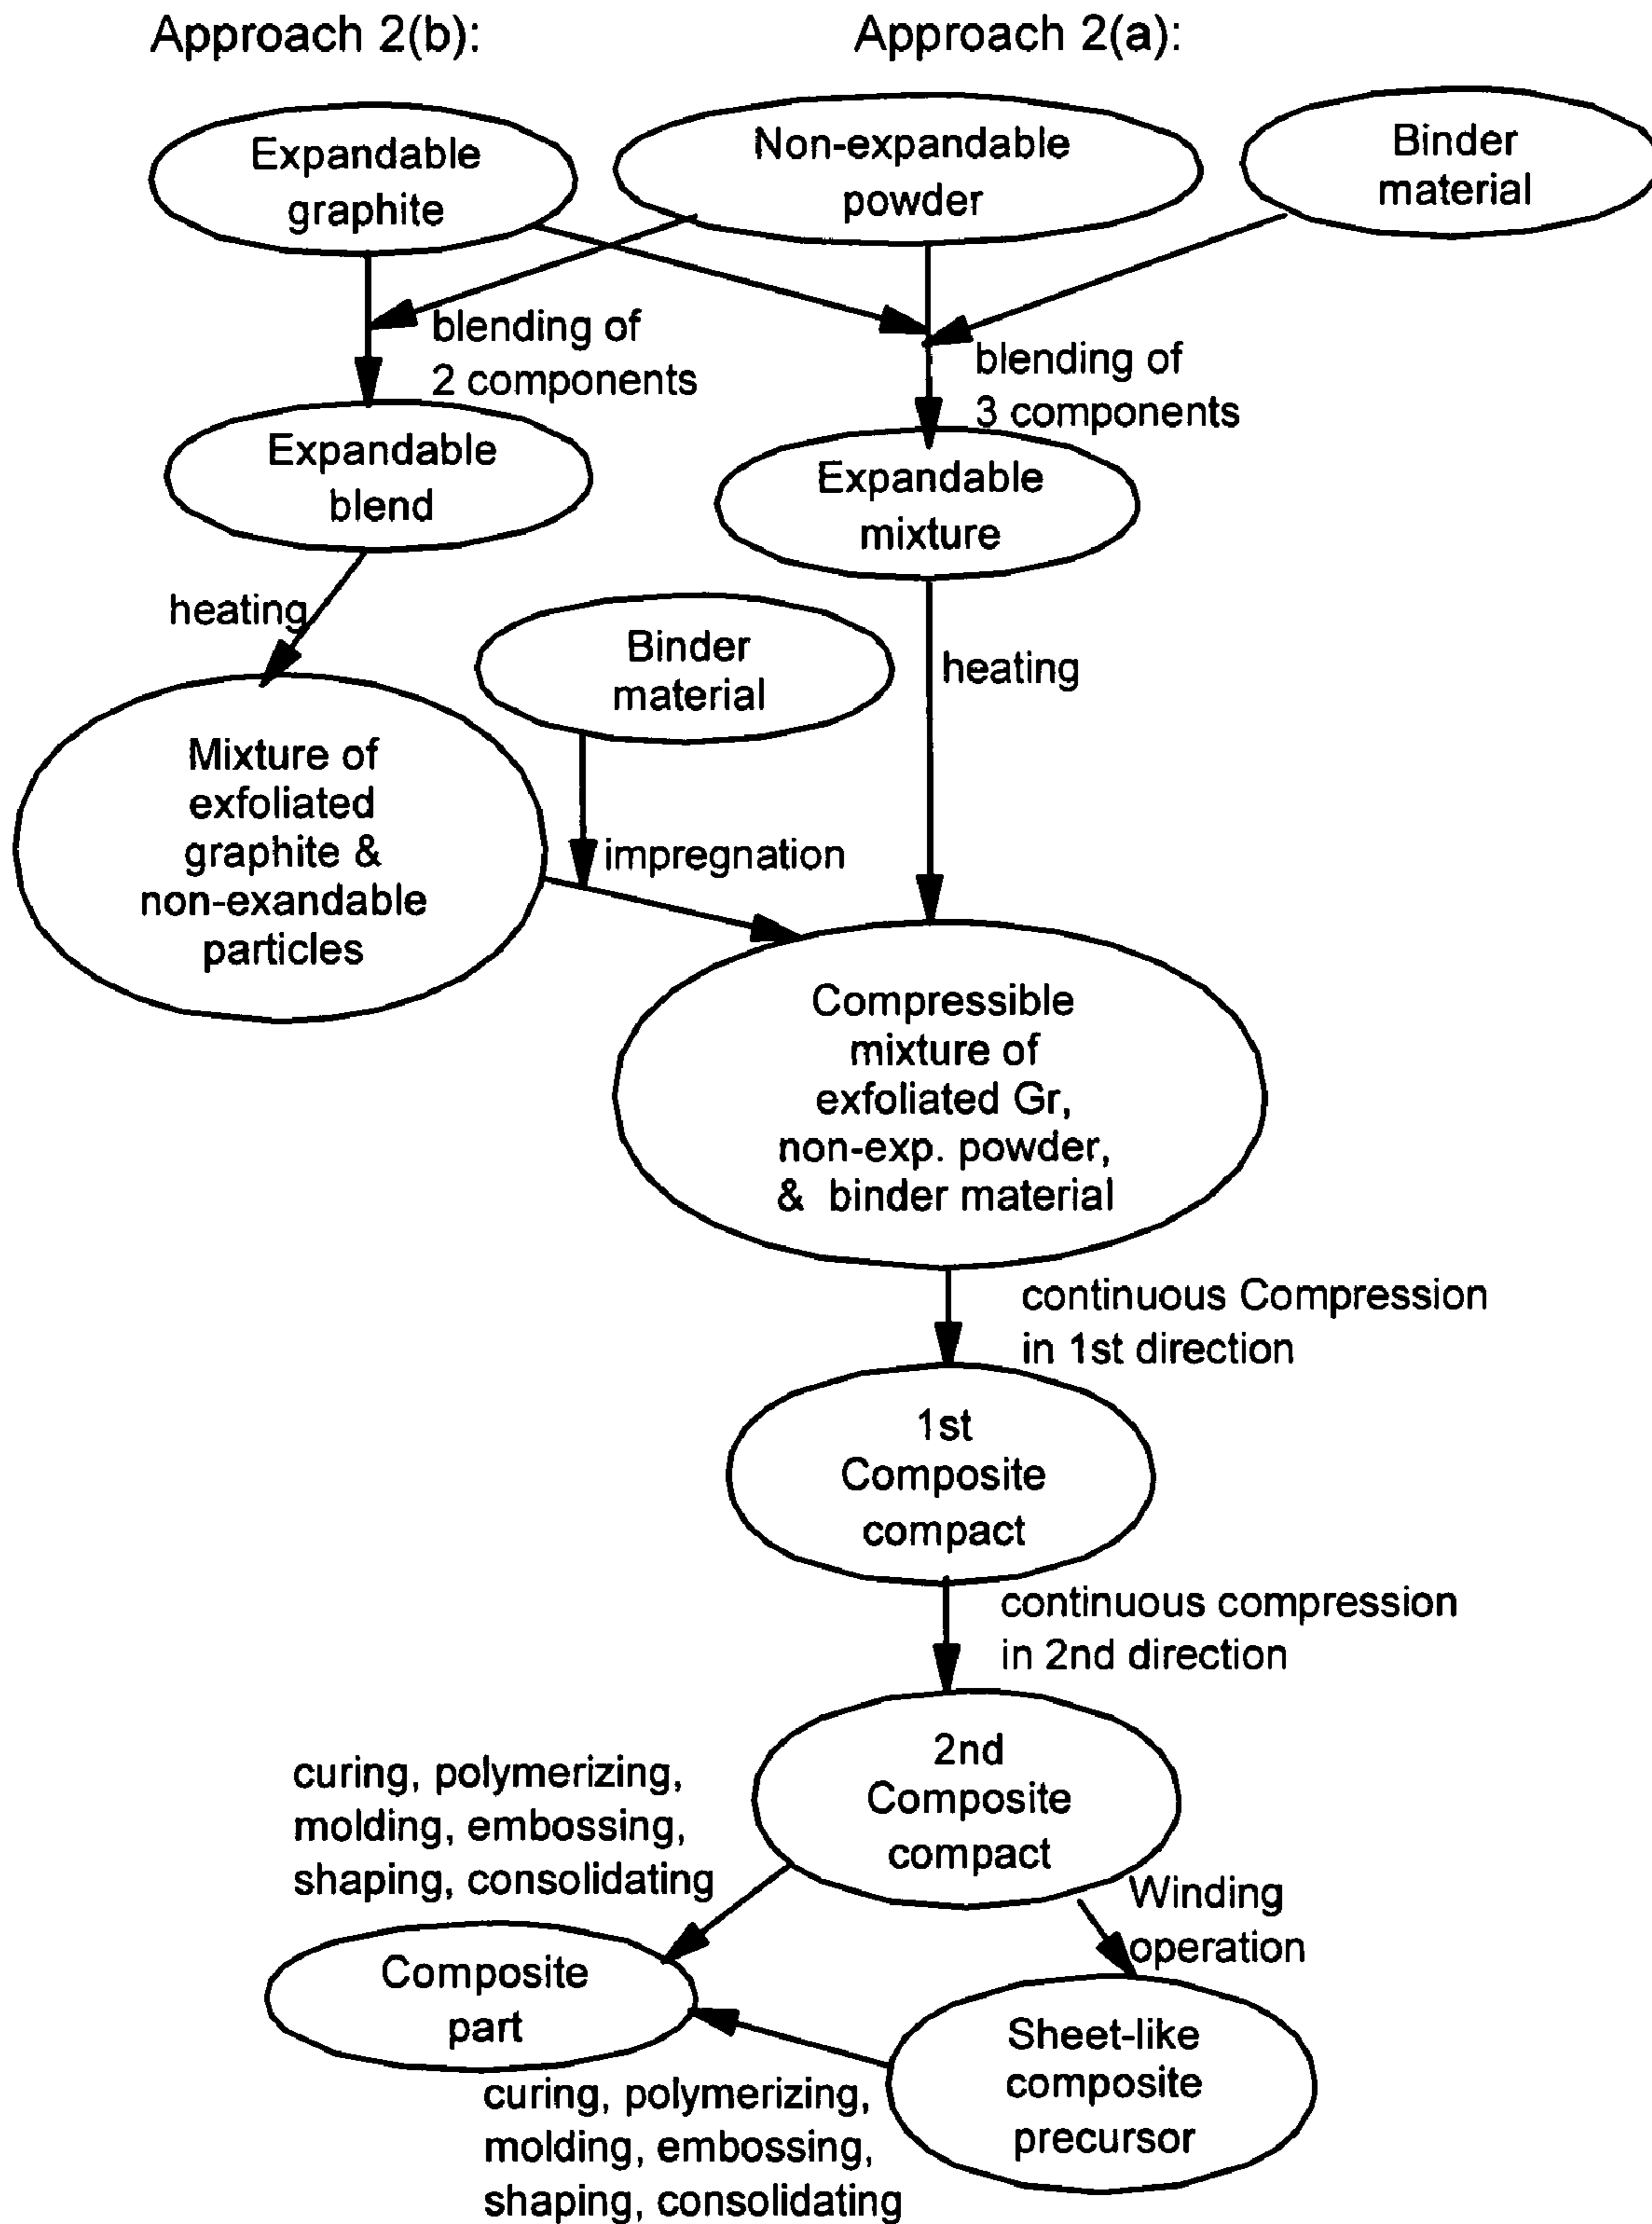 Approach 2(b):
Approach 2(a):
Expandable
graphite
Non-expandable
powder
Binder
material
blending of
2 components
blending of
3 components
Expandable
blend
Expandable
mixture
heating
Binder
material
heating
Mixture of
exfoliated
graphite &
non-exandable
particles
impregnation
Compressible
mixture of
exfoliated Gr,
non-exp. powder,
& binder material
continuous Compression
in 1st direction
1st
Composite
compact
continuous compression
in 2nd direction
2nd
Composite
compact
curing, polymerizing,
molding, embossing,
shaping, consolidating
Winding
operation
Composite
part
Sheet-like
composite
precursor
curing, polymerizing,
molding, embossing,
shaping, consolidating